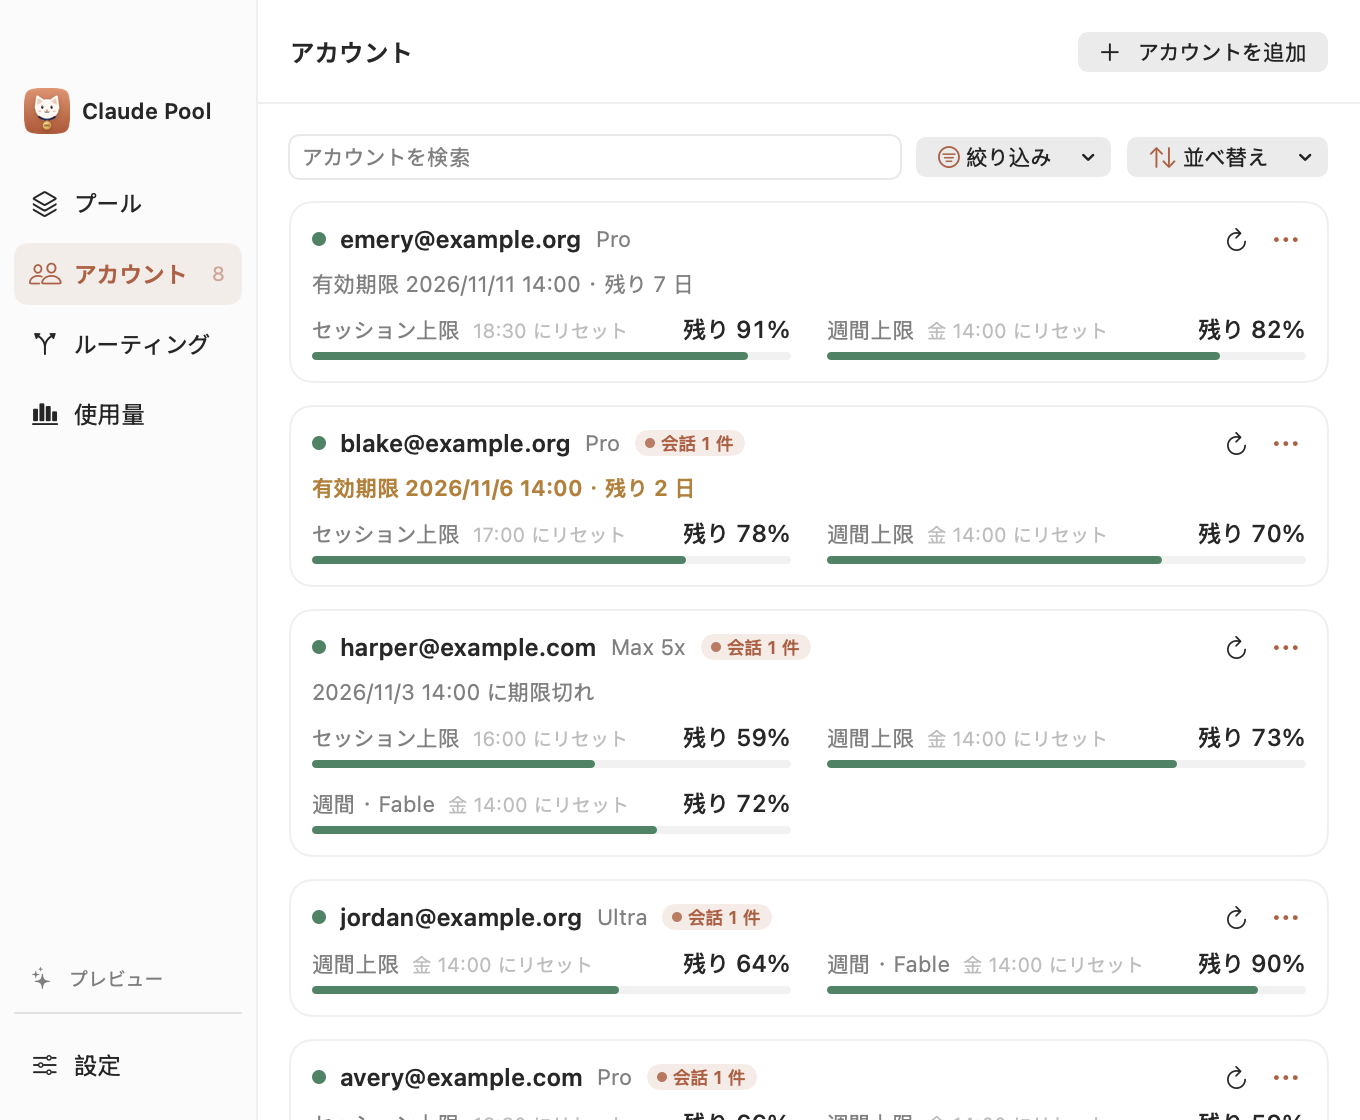 アカウント
アカウントを追加
Claude Pool
プール
アカウント 8
ルーティング
使用量
プレビュー
設定
アカウントを検索
絞り込み
並べ替え
emery@example.org Pro
有効期限 2026/11/11 14:00 · 残り 7 日
セッション上限 18:30 にリセット 残り 91%
週間上限 金 14:00 にリセット 残り 82%
blake@example.org Pro 会話 1 件
有効期限 2026/11/6 14:00 · 残り 2 日
セッション上限 17:00 にリセット 残り 78%
週間上限 金 14:00 にリセット 残り 70%
harper@example.com Max 5x 会話 1 件
2026/11/3 14:00 に期限切れ
セッション上限 16:00 にリセット 残り 59%
週間上限 金 14:00 にリセット 残り 73%
週間 · Fable 金 14:00 にリセット 残り 72%
jordan@example.org Ultra 会話 1 件
週間上限 金 14:00 にリセット 残り 64%
週間 · Fable 金 14:00 にリセット 残り 90%
avery@example.com Pro 会話 1 件